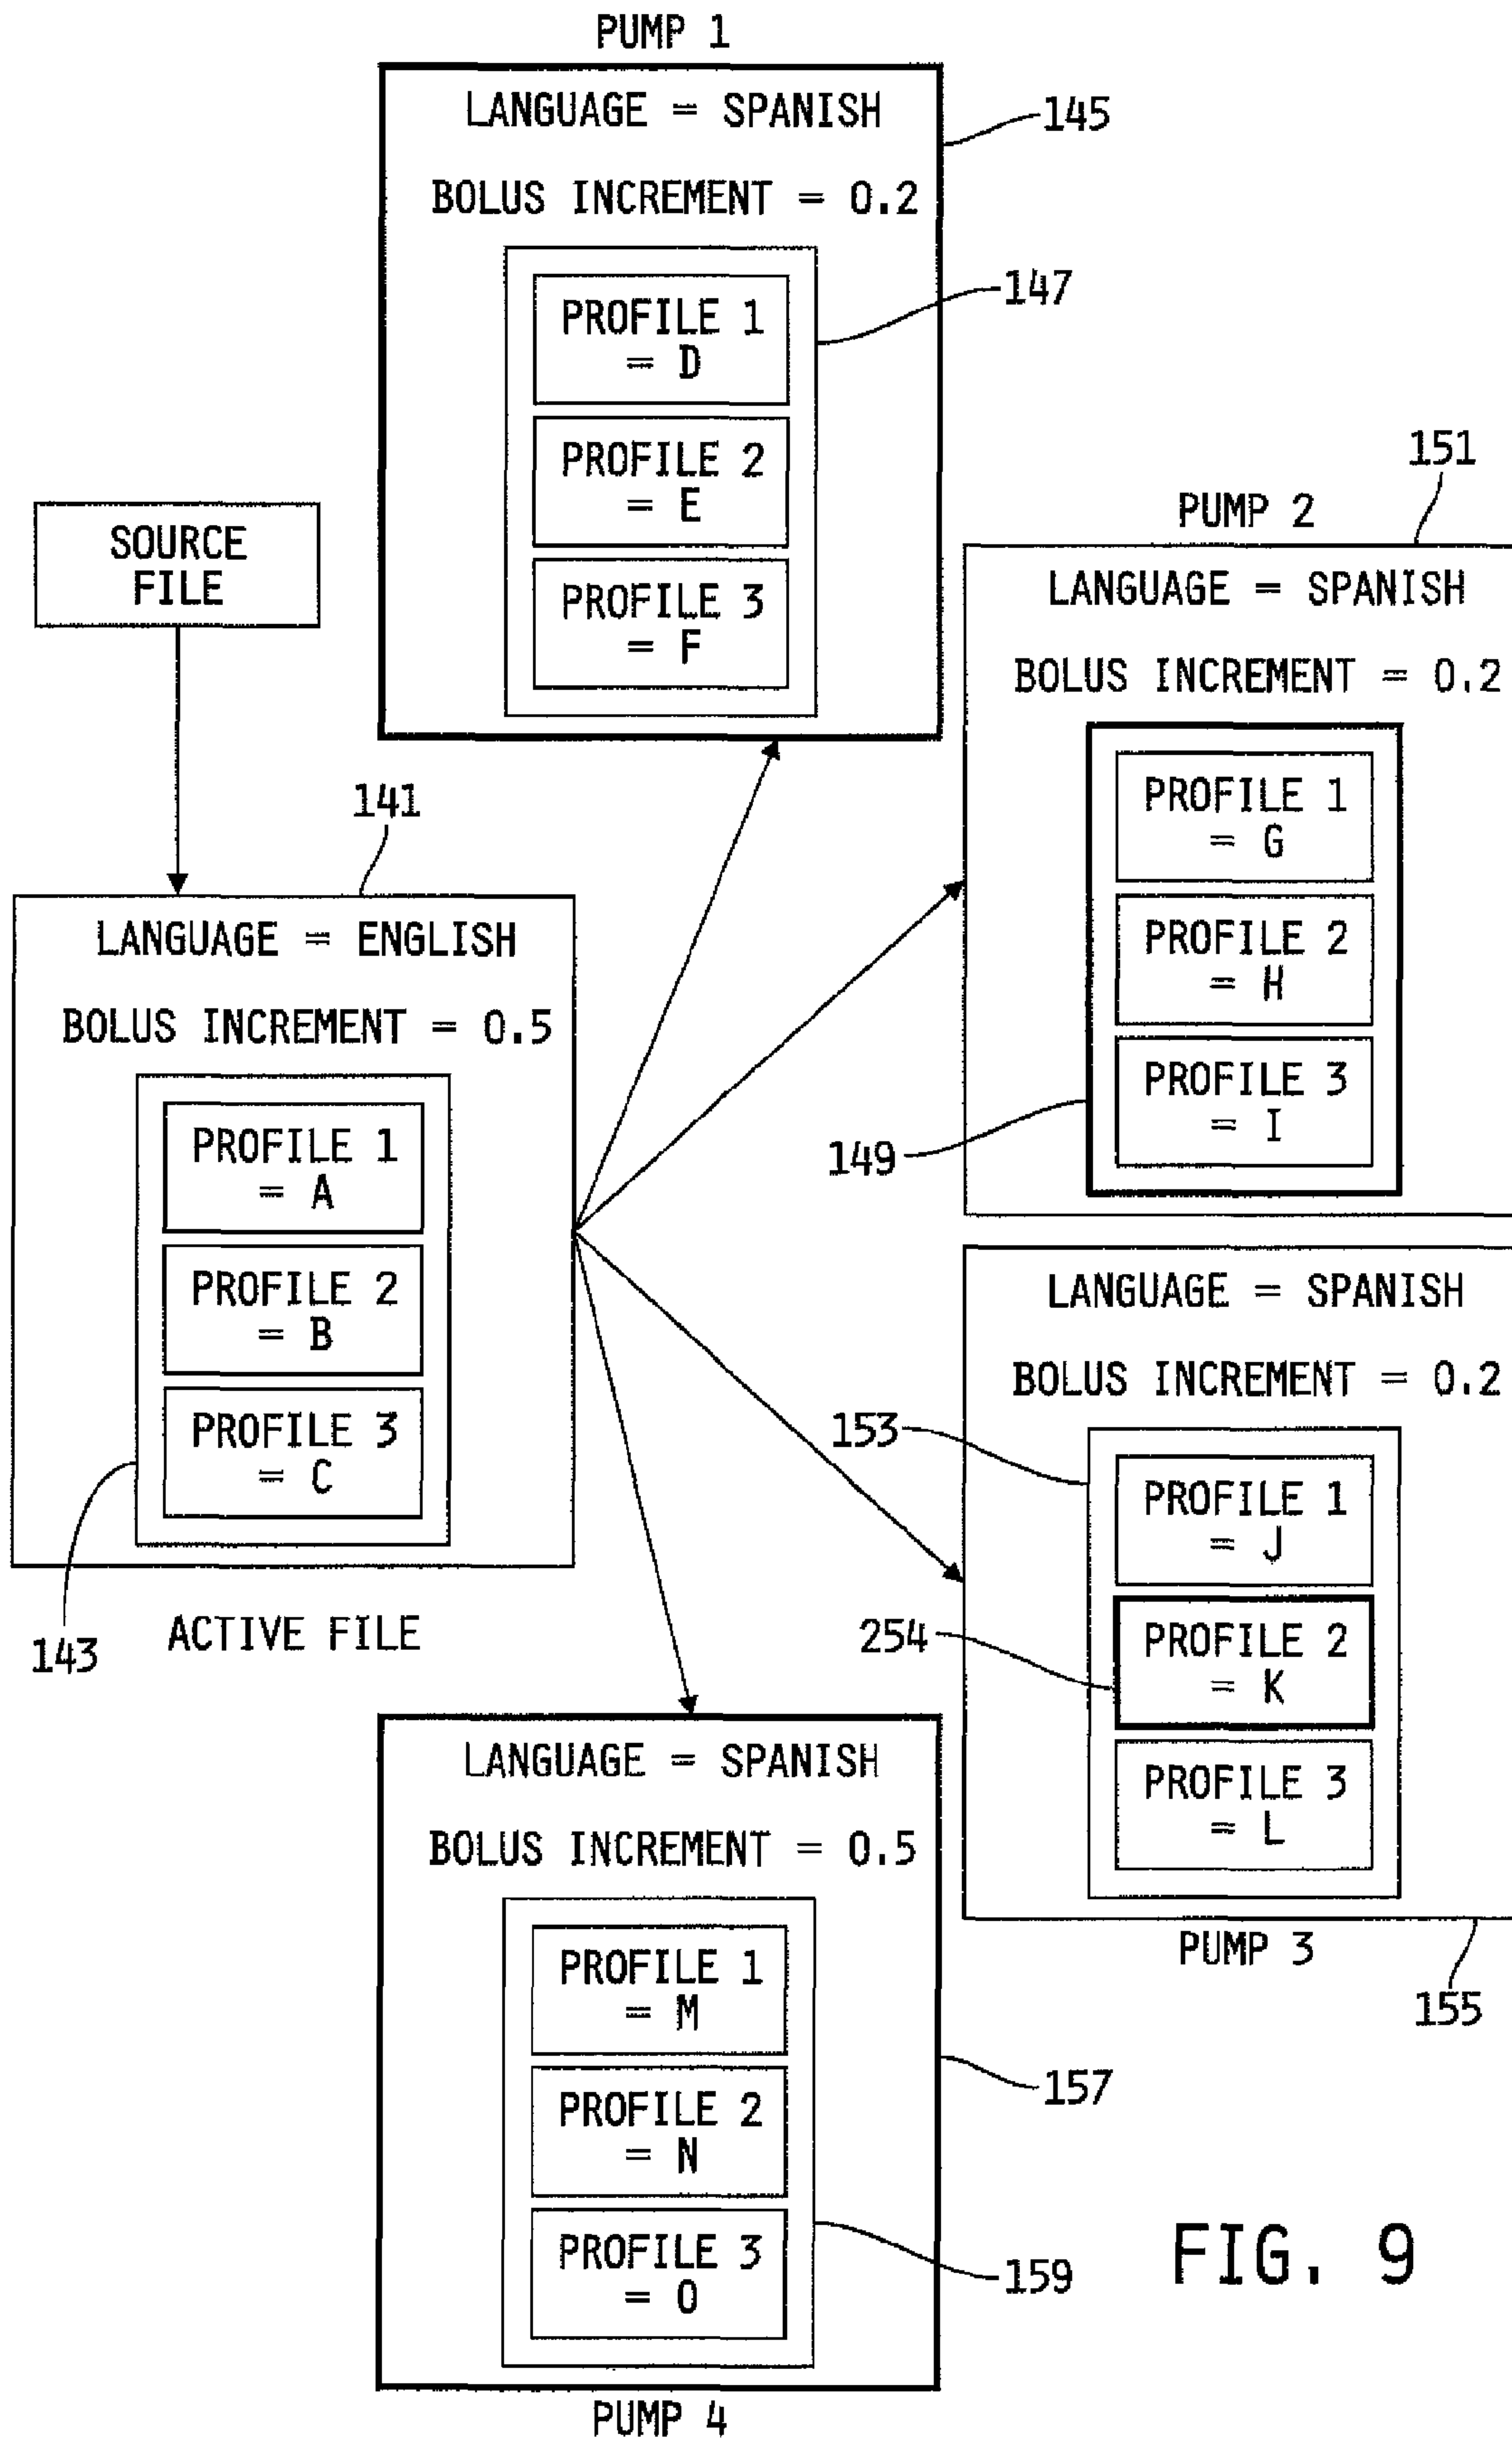 PUMP 1
LANGUAGE = SPANISH
145
BOLUS INCREMENT = 0.2
147
PROFILE 1
= D
PROFILE 2
= E
PROFILE 3
= F
SOURCE
FILE
151
PUMP 2
LANGUAGE = SPANISH
BOLUS INCREMENT = 0.2
PROFILE 1
= G
PROFILE 2
= H
PROFILE 3
= I
149
141
LANGUAGE = ENGLISH
BOLUS INCREMENT = 0.5
PROFILE 1
= A
PROFILE 2
= B
PROFILE 3
= C
143
ACTIVE FILE
LANGUAGE = SPANISH
BOLUS INCREMENT = 0.2
153
PROFILE 1
= J
254
PROFILE 2
= K
PROFILE 3
= L
PUMP 3
155
LANGUAGE = SPANISH
BOLUS INCREMENT = 0.5
PROFILE 1
= M
157
PROFILE 2
= N
PROFILE 3
= O
159
PUMP 4
FIG. 9